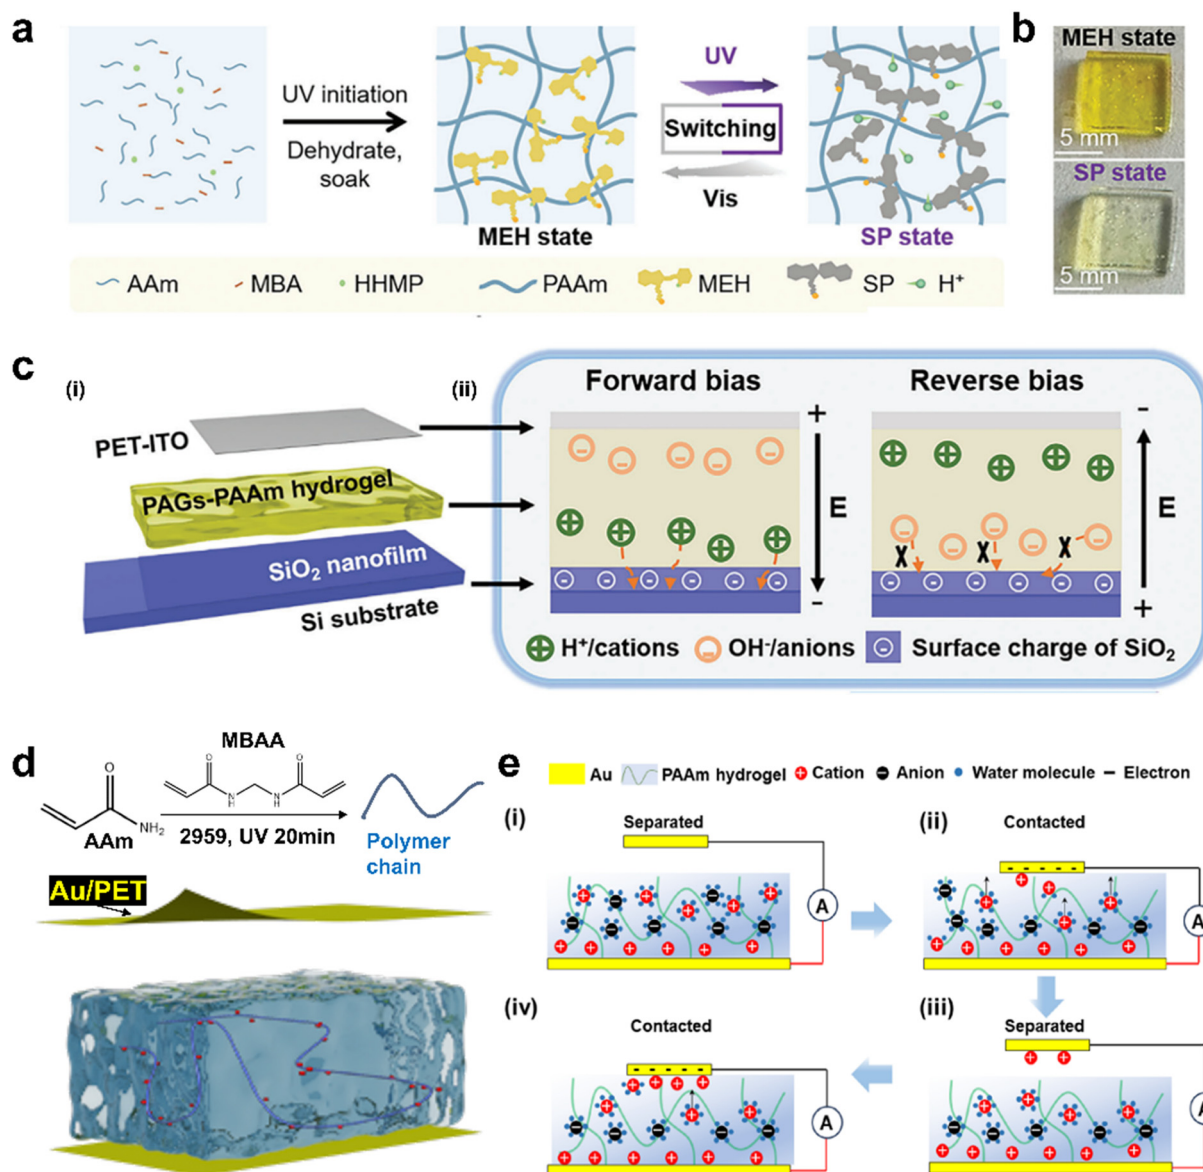 a
UV initiation
Dehydrate,
soak
MEH state
UV
Switching
Vis
SP state
AAm
MBA
HHMP
PAAm
MEH
SP
H⁺
b
MEH state
5 mm
SP state
5 mm
c
(i)
PET-ITO
PAGs-PAAm hydrogel
SiO₂ nanofilm
Si substrate
(ii)
Forward bias
+
E
-
Reverse bias
-
E
+
X
X
X
H⁺/cations
OH⁻/anions
Surface charge of SiO₂
d
MBAA
O
O
N
H
N
H
O
NH₂
AAm
2959, UV 20min
Polymer
chain
Au/PET
e
Au
PAAm hydrogel
Cation
Anion
Water molecule
Electron
(i)
Separated
A
(ii)
Contacted
A
(iv)
Contacted
A
(iii)
Separated
A